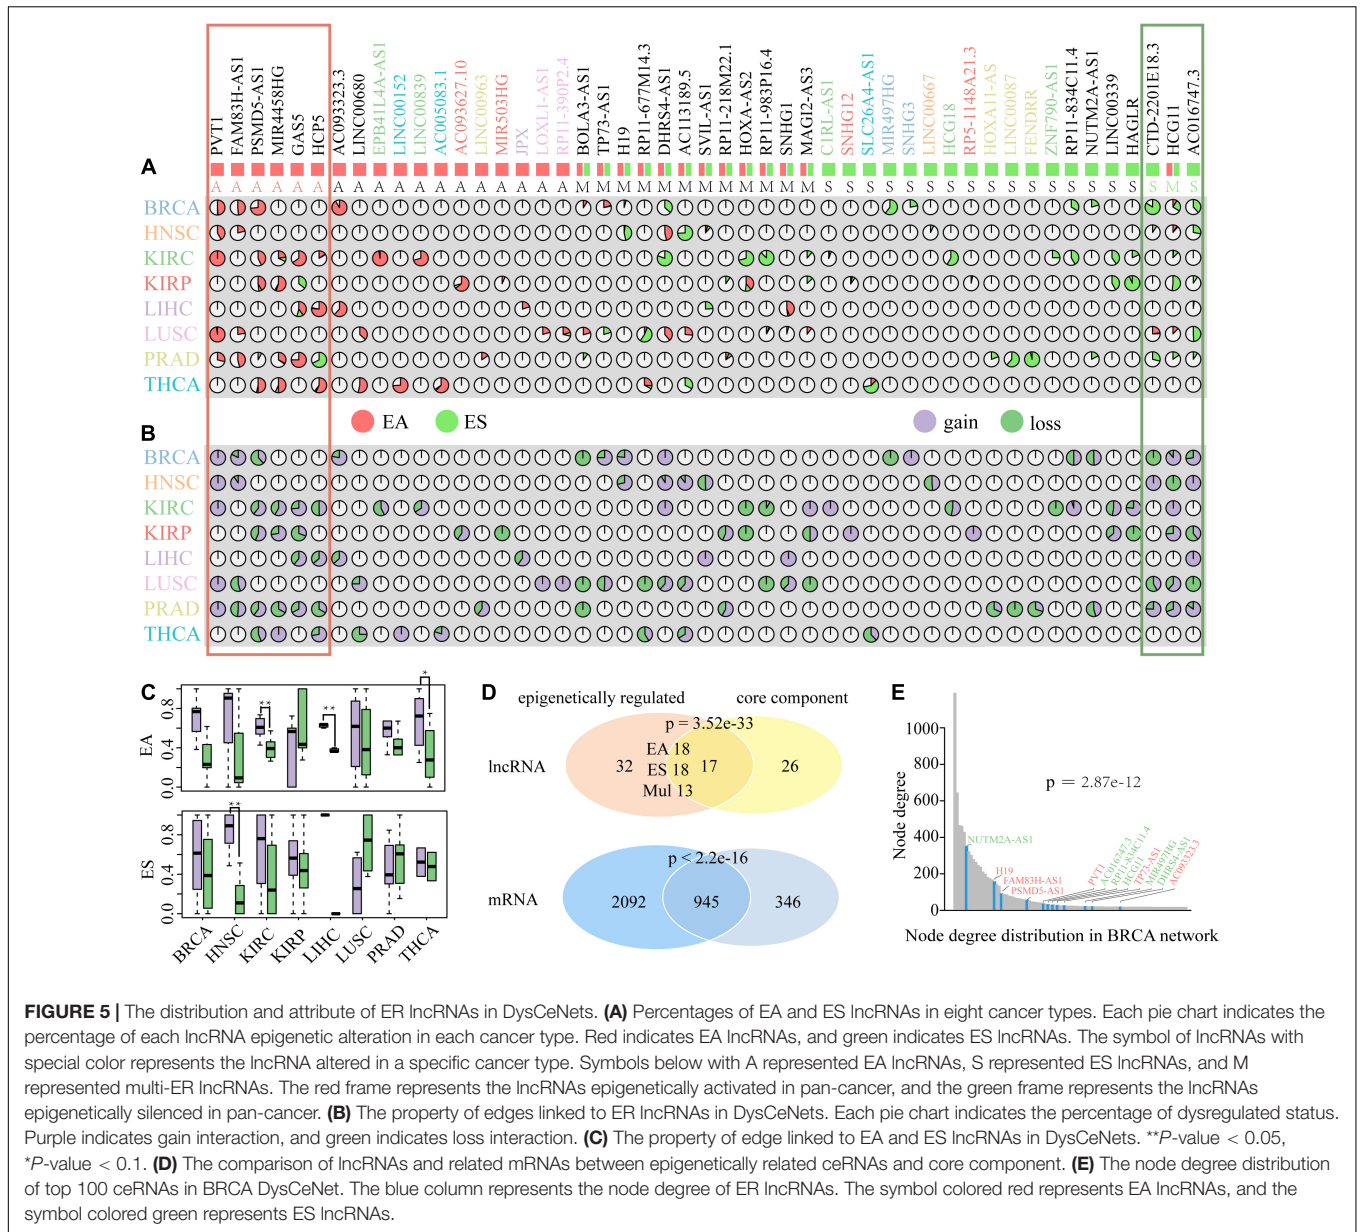 PVT1 FAM83H-AS1 PSMD5-AS1 MIR4458HG GAS5 HCP5 AC093323.3 LINC00680 EPB41L4A-AS1 LINC00152 LINC00839 AC005083.1 AC093627.10 LINC00963 MIR503HG JPX LOXL1-AS1 RP11-390P2.4 BOLA3-AS1 TP73-AS1 H19 RP11-677M14.3 DHRS4-AS1 AC113189.5 SVIL-AS1 RP11-218M22.1 HOXA-AS2 RP11-983P16.4 SNHG1 MAGI2-AS3 C1RL-AS1 SNHG12 SLC26A4-AS1 MIR497HG SNHG3 LINC00667 HCG18 RP5-1148A21.3 HOXA11-AS LINC00087 FENDRR ZNF790-AS1 RP11-834C11.4 NUTM2A-AS1 LINC00339 HAGLR CTD-2201E18.3 HCG11 AC016747.3
A
A A A A A A A A A A A A A A A A A A M M M M M M M M M M M M S S S S S S S S S S S S S S S S S M S
BRCA
HNSC
KIRC
KIRP
LIHC
LUSC
PRAD
THCA
EA ES gain loss
B
BRCA
HNSC
KIRC
KIRP
LIHC
LUSC
PRAD
THCA
C
EA
0.0 0.4 0.8
** ** *
ES
0.0 0.4 0.8
**
BRCA HNSC KIRC KIRP LIHC LUSC PRAD THCA
D
epigenetically regulated core component
p = 3.52e-33
lncRNA 32 EA 18 17 26
ES 18
Mul 13
p < 2.2e-16
mRNA 2092 945 346
E
Node degree
1000
800
600
400
200
0
p = 2.87e-12
NUTM2A-AS1
H19
FAM83H-AS1
PSMD5-AS1
PVT1 AC016747.3 RP11-834C11.4 HCG11 TP73-AS1 MIR497HG DHRS4-AS1 AC093323.3
Node degree distribution in BRCA network
FIGURE 5 | The distribution and attribute of ER lncRNAs in DysCeNets. (A) Percentages of EA and ES lncRNAs in eight cancer types. Each pie chart indicates the
percentage of each lncRNA epigenetic alteration in each cancer type. Red indicates EA lncRNAs, and green indicates ES lncRNAs. The symbol of lncRNAs with
special color represents the lncRNA altered in a specific cancer type. Symbols below with A represented EA lncRNAs, S represented ES lncRNAs, and M
represented multi-ER lncRNAs. The red frame represents the lncRNAs epigenetically activated in pan-cancer, and the green frame represents the lncRNAs
epigenetically silenced in pan-cancer. (B) The property of edges linked to ER lncRNAs in DysCeNets. Each pie chart indicates the percentage of dysregulated status.
Purple indicates gain interaction, and green indicates loss interaction. (C) The property of edge linked to EA and ES lncRNAs in DysCeNets. **P-value < 0.05,
*P-value < 0.1. (D) The comparison of lncRNAs and related mRNAs between epigenetically related ceRNAs and core component. (E) The node degree distribution
of top 100 ceRNAs in BRCA DysCeNet. The blue column represents the node degree of ER lncRNAs. The symbol colored red represents EA lncRNAs, and the
symbol colored green represents ES lncRNAs.